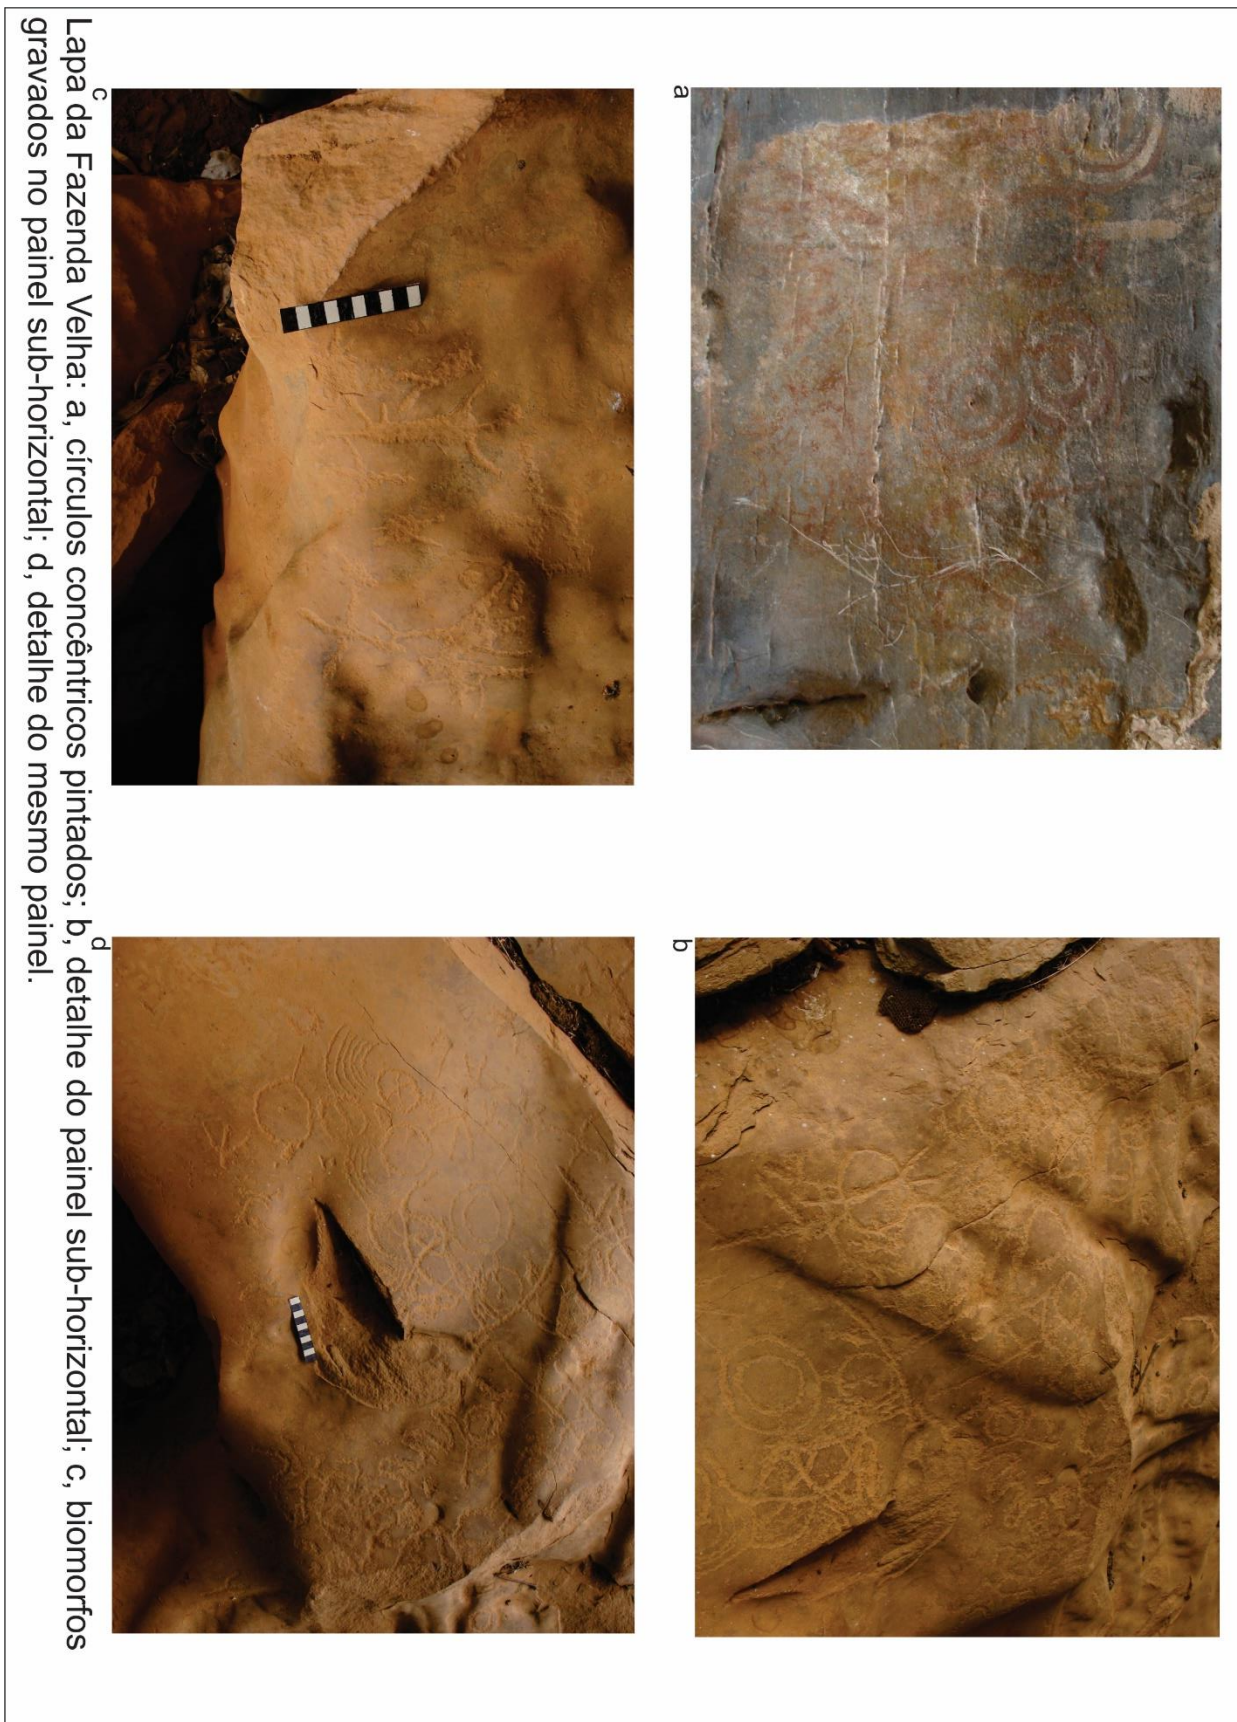 a
b
c
d
Lapa da Fazenda Velha: a, círculos concêntricos pintados; b, detalhe do painel sub-horizontal; c, biomorfos
gravados no painel sub-horizontal; d, detalhe do mesmo painel.